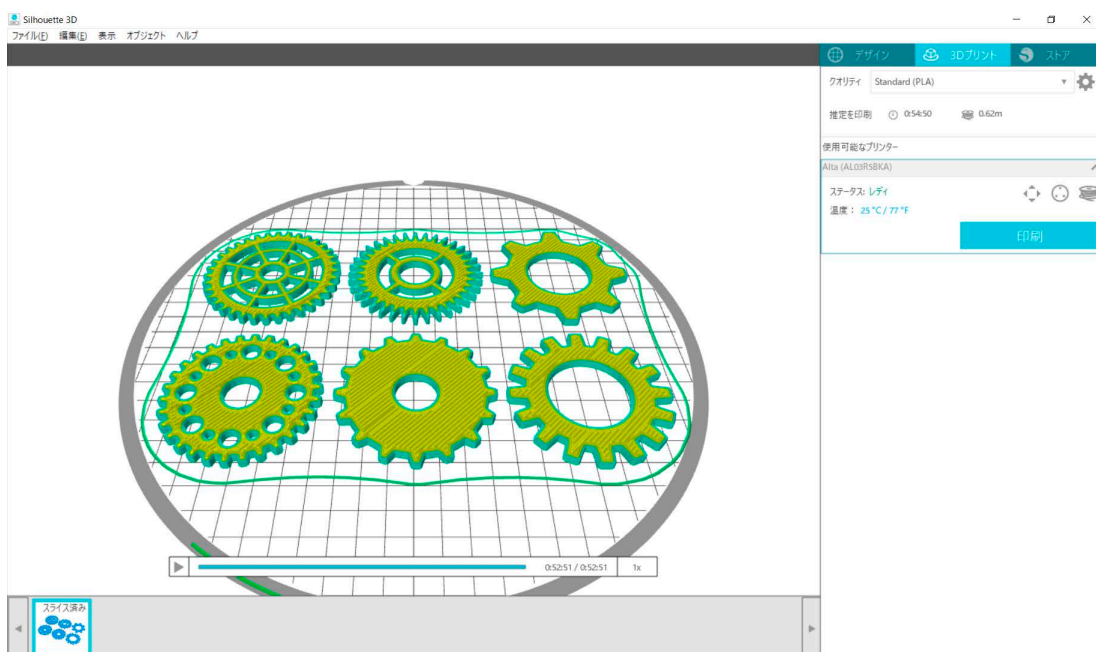 Silhouette 3D
ファイル(F) 編集(E) 表示 オブジェクト ヘルプ
デザイン 3Dプリント ストア
クオリティ Standard (PLA)
推定を印刷 0:54:50 0.62m
使用可能なプリンター
Alta (AL03R5BKA)
ステータス: レディ
温度: 25 °C / 77 °F
印刷
0:52:51 / 0:52:51 1x
スライス済み